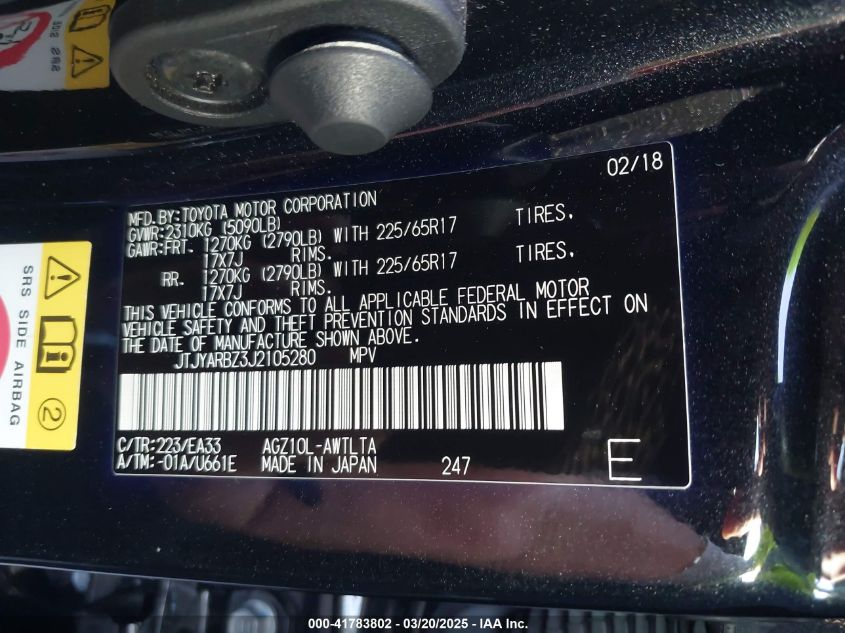 02/18
MFD.BY:TOYOTA MOTOR CORPORATION
GVWR:2310KG (5090LB)
GAWR:FRT. 1270KG (2790LB) WITH 225/65R17 TIRES,
17X7J RIMS.
RR. 1270KG (2790LB) WITH 225/65R17 TIRES,
17X7J RIMS.
THIS VEHICLE CONFORMS TO ALL APPLICABLE FEDERAL MOTOR
VEHICLE SAFETY AND THEFT PREVENTION STANDARDS IN EFFECT ON
THE DATE OF MANUFACTURE SHOWN ABOVE.
JTJYARBZ3J2105280 MPV
C/TR:223/EA33 AGZ10L-AWTLTA
A/TM:-01A/U661E MADE IN JAPAN 247 E
SRS SIDE AIRBAG
2
000-41783802 - 03/20/2025 - IAA Inc.